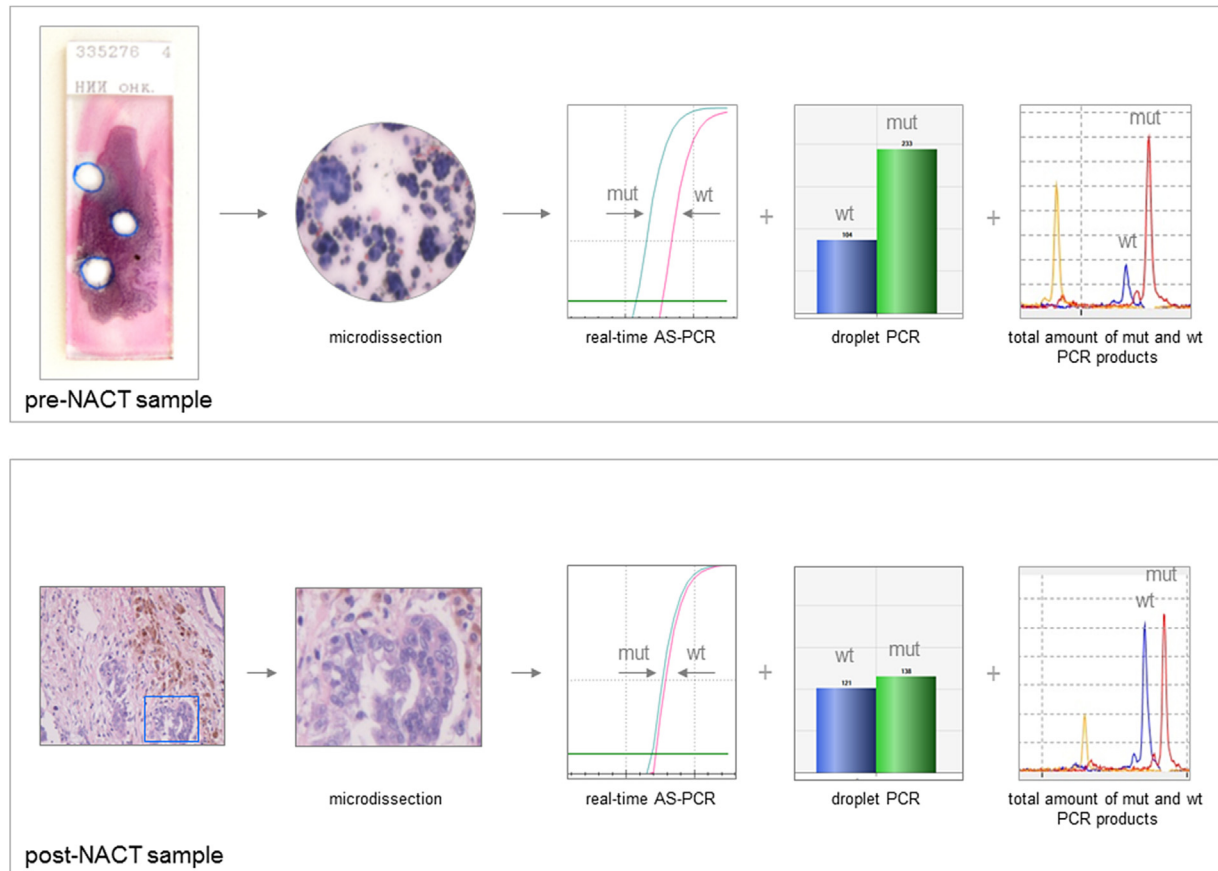 335276 4
НИИ онк.
mut
wt
wt
104
mut
233
mut
wt
microdissection
real-time AS-PCR
droplet PCR
total amount of mut and wt
PCR products
pre-NACT sample
mut
wt
wt
121
mut
138
mut
wt
microdissection
real-time AS-PCR
droplet PCR
total amount of mut and wt
PCR products
post-NACT sample